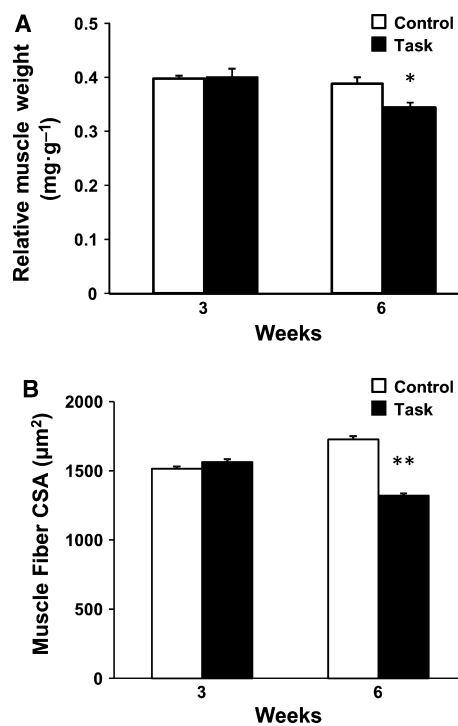 A
Control
Task
Relative muscle weight
(mg·g⁻¹)
0.5
0.4
0.3
0.2
0.1
0
*
3
6
Weeks
B
Control
Task
Muscle Fiber CSA (µm²)
2000
1500
1000
500
0
**
3
6
Weeks